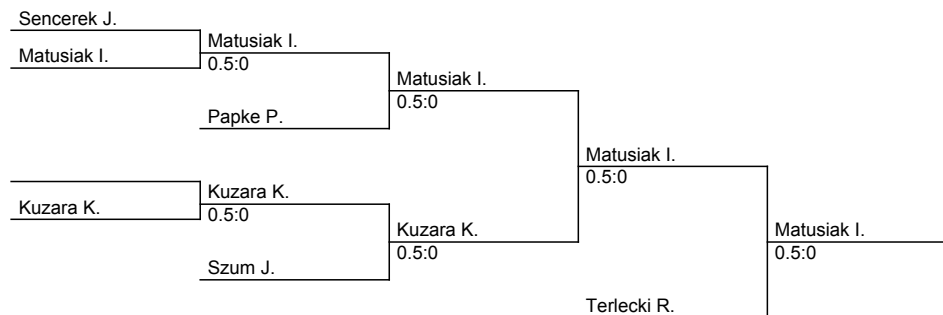 Sencerek J.
Matusiak I.
Matusiak I.
0.5:0
Matusiak I.
0.5:0
Papke P.
Matusiak I.
0.5:0
Kuzara K.
Kuzara K.
0.5:0
Kuzara K.
0.5:0
Matusiak I.
0.5:0
Szum J.
Terlecki R.